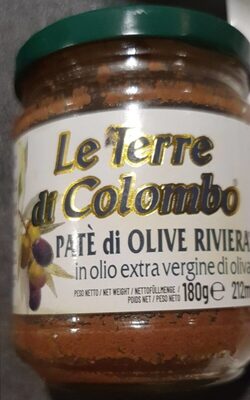 Le Terre
di Colombo
PATÈ di OLIVE RIVIERA
in olio extra vergine di oliva
PESO NETTO / NET WEIGHT / NETTOFÜLLMENGE /
POIDS NET / PESO NETO 180g℮ 212m